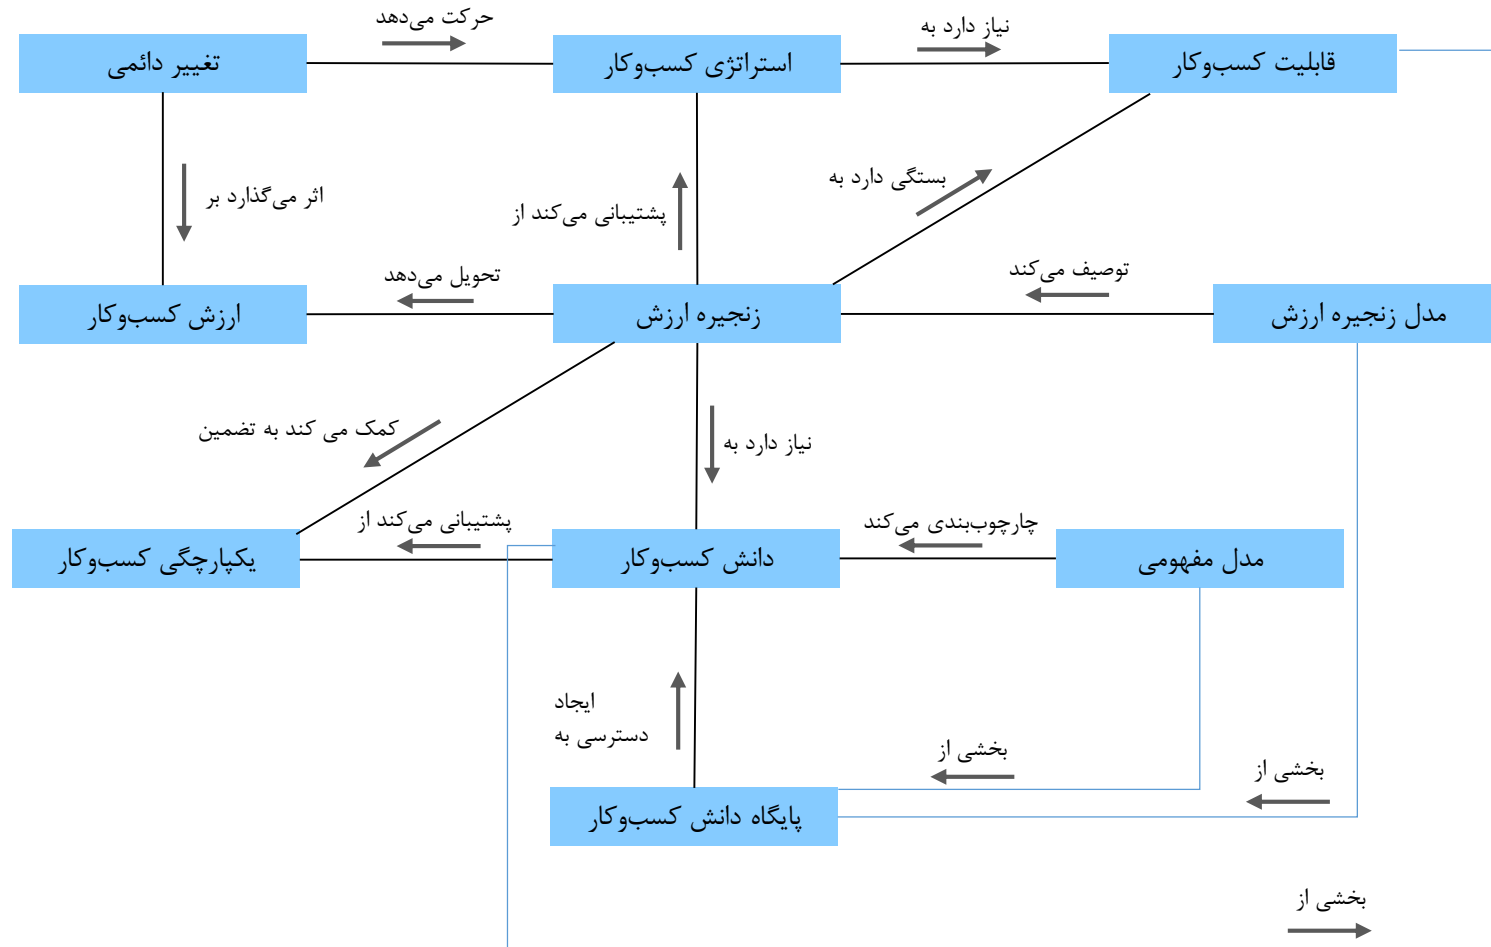 حرکت می‌دهد
نیاز دارد به
تغییر دائمی
استراتژی کسب‌وکار
قابلیت کسب‌وکار
اثر می‌گذارد بر
پشتیبانی می‌کند از
بستگی دارد به
تحویل می‌دهد
توصیف می‌کند
ارزش کسب‌وکار
زنجیره ارزش
مدل زنجیره ارزش
کمک می کند به تضمین
نیاز دارد به
پشتیبانی می‌کند از
چارچوب‌بندی می‌کند
یکپارچگی کسب‌وکار
دانش کسب‌وکار
مدل مفهومی
ایجاد
دسترسی به
بخشی از
بخشی از
پایگاه دانش کسب‌وکار
بخشی از